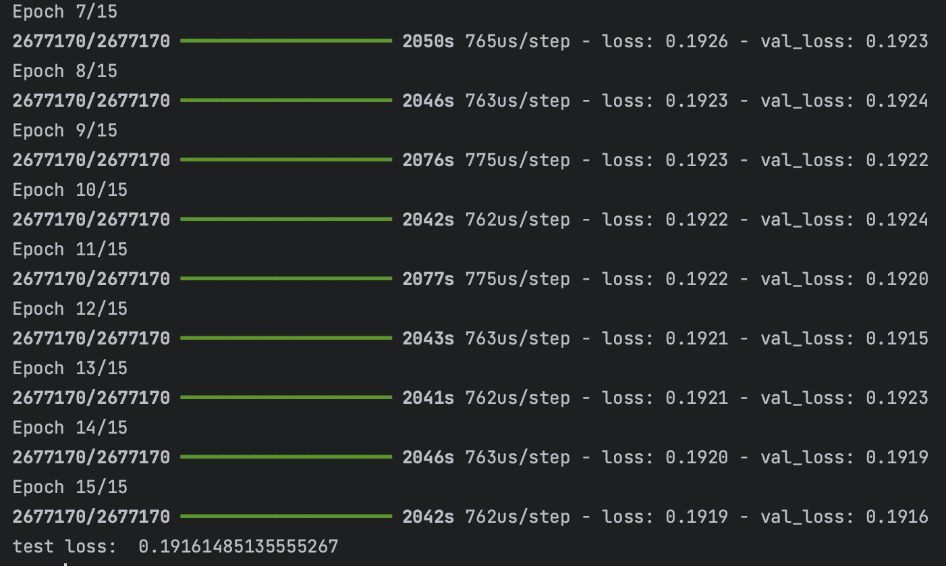 Epoch 7/15
2677170/2677170 ━━━━━━━━━━━━━━━━━━━━ 2050s 765us/step - loss: 0.1926 - val_loss: 0.1923
Epoch 8/15
2677170/2677170 ━━━━━━━━━━━━━━━━━━━━ 2046s 763us/step - loss: 0.1923 - val_loss: 0.1924
Epoch 9/15
2677170/2677170 ━━━━━━━━━━━━━━━━━━━━ 2076s 775us/step - loss: 0.1923 - val_loss: 0.1922
Epoch 10/15
2677170/2677170 ━━━━━━━━━━━━━━━━━━━━ 2042s 762us/step - loss: 0.1922 - val_loss: 0.1924
Epoch 11/15
2677170/2677170 ━━━━━━━━━━━━━━━━━━━━ 2077s 775us/step - loss: 0.1922 - val_loss: 0.1920
Epoch 12/15
2677170/2677170 ━━━━━━━━━━━━━━━━━━━━ 2043s 763us/step - loss: 0.1921 - val_loss: 0.1915
Epoch 13/15
2677170/2677170 ━━━━━━━━━━━━━━━━━━━━ 2041s 762us/step - loss: 0.1921 - val_loss: 0.1923
Epoch 14/15
2677170/2677170 ━━━━━━━━━━━━━━━━━━━━ 2046s 763us/step - loss: 0.1920 - val_loss: 0.1919
Epoch 15/15
2677170/2677170 ━━━━━━━━━━━━━━━━━━━━ 2042s 762us/step - loss: 0.1919 - val_loss: 0.1916
test loss:  0.19161485135555267